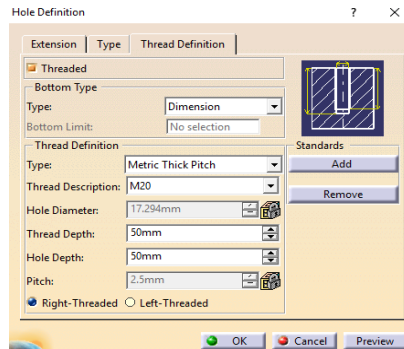 Hole Definition ? ×
Extension Type Thread Definition
Threaded
Bottom Type
Type: Dimension
Bottom Limit: No selection
Thread Definition
Type: Metric Thick Pitch
Thread Description: M20
Hole Diameter: 17.294mm
Thread Depth: 50mm
Hole Depth: 50mm
Pitch: 2.5mm
Right-Threaded Left-Threaded
Standards
Add
Remove
OK Cancel Preview